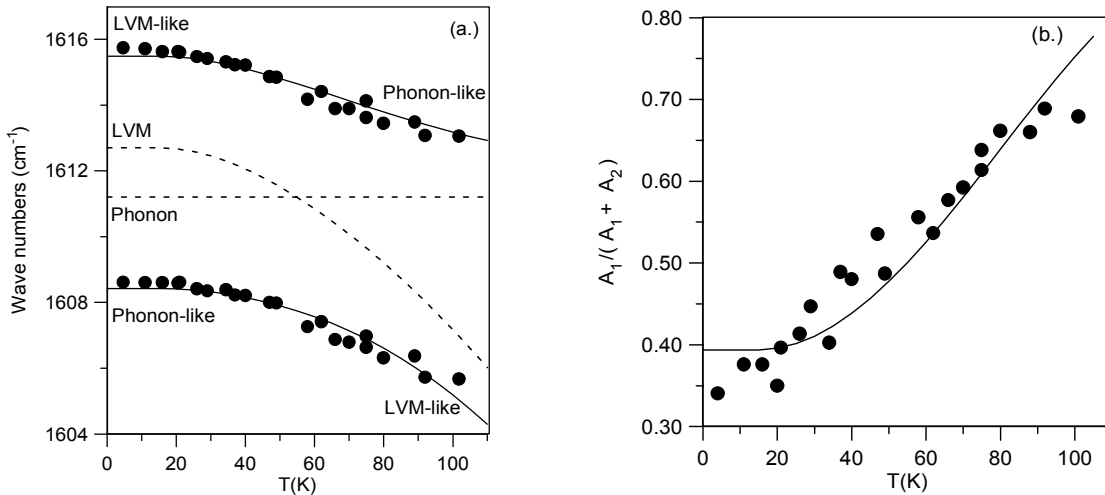 LVM-like
(a.)
1616
Phonon-like
LVM
1612
Phonon
1608
Phonon-like
LVM-like
1604
0 20 40 60 80 100
T(K)
Wave numbers (cm-1)
0.80
(b.)
0.70
0.60
0.50
0.40
0.30
0 20 40 60 80 100
T(K)
A1/( A1 + A2)